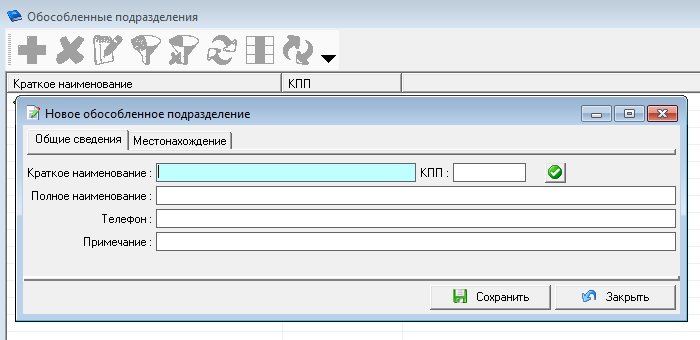 Обособленные подразделения
Краткое наименование КПП
Новое обособленное подразделение
Общие сведения Местонахождение
Краткое наименование : КПП :
Полное наименование :
Телефон :
Примечание :
Сохранить Закрыть